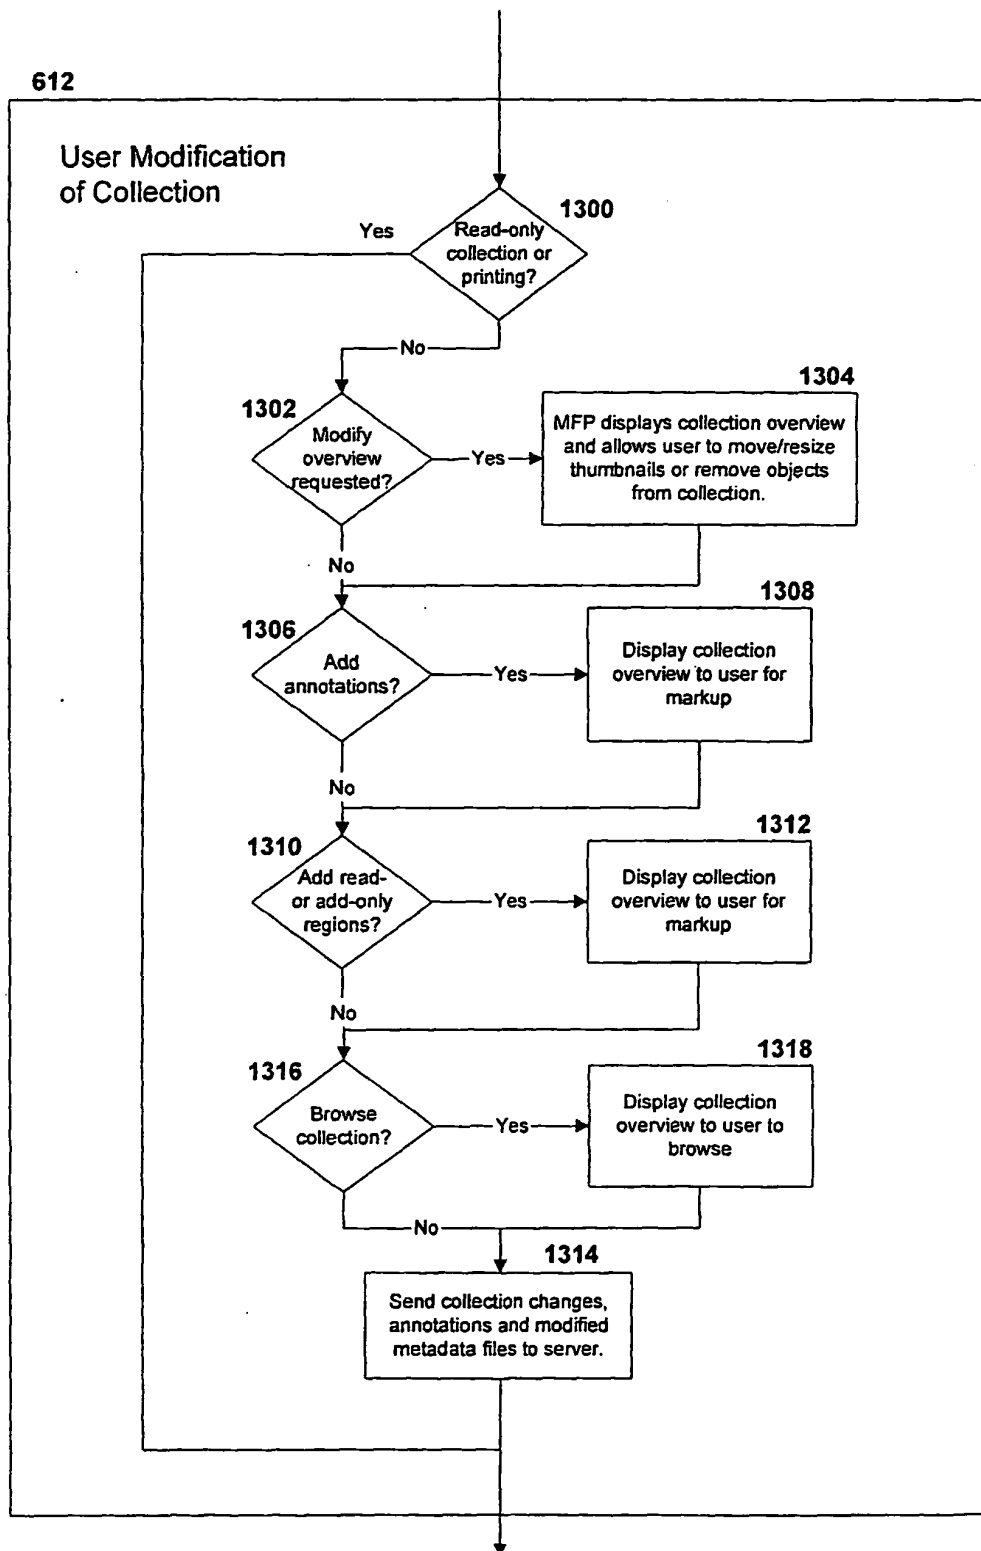 612
User Modification
of Collection
1300
Yes
Read-only
collection or
printing?
No
1304
1302
Modify
overview
requested?
Yes
MFP displays collection overview
and allows user to move/resize
thumbnails or remove objects
from collection.
No
1308
1306
Add
annotations?
Yes
Display collection
overview to user for
markup
No
1312
1310
Add read-
or add-only
regions?
Yes
Display collection
overview to user for
markup
No
1318
1316
Browse
collection?
Yes
Display collection
overview to user to
browse
No
1314
Send collection changes,
annotations and modified
metadata files to server.